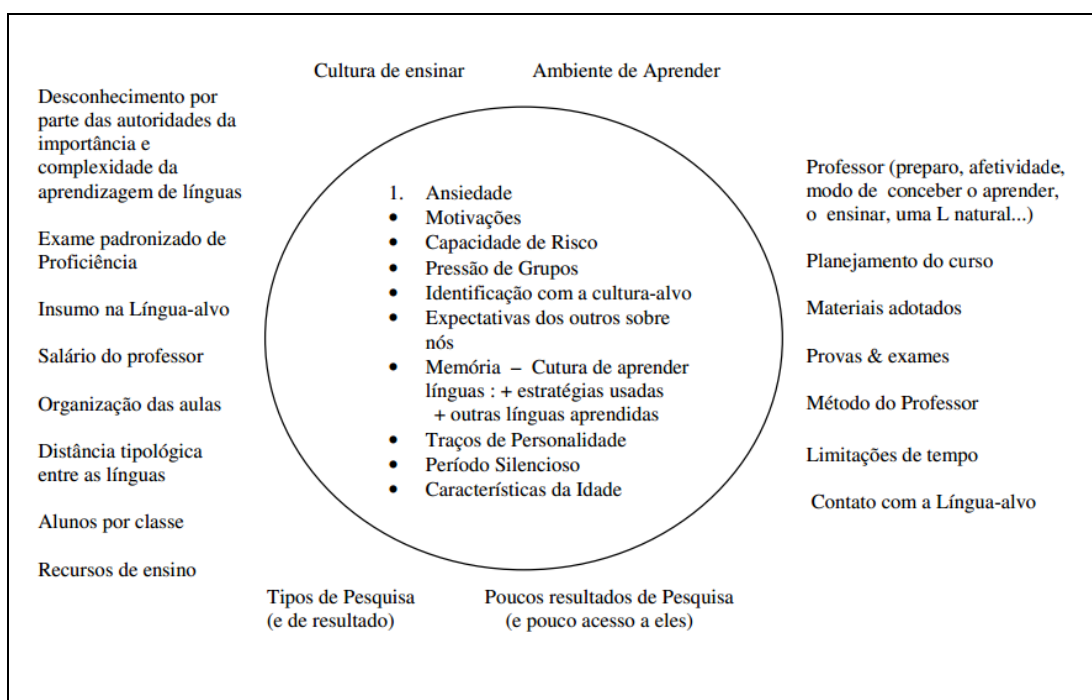 Cultura de ensinar
Ambiente de Aprender
Desconhecimento por
parte das autoridades da
importância e
complexidade da
aprendizagem de línguas
Exame padronizado de
Proficiência
Insumo na Língua-alvo
Salário do professor
Organização das aulas
Distância tipológica
entre as línguas
Alunos por classe
Recursos de ensino
1. Ansiedade
• Motivações
• Capacidade de Risco
• Pressão de Grupos
• Identificação com a cultura-alvo
• Expectativas dos outros sobre
nós
• Memória – Cutura de aprender
línguas : + estratégias usadas
+ outras línguas aprendidas
• Traços de Personalidade
• Período Silencioso
• Características da Idade
Professor (preparo, afetividade,
modo de conceber o aprender,
o ensinar, uma L natural...)
Planejamento do curso
Materiais adotados
Provas & exames
Método do Professor
Limitações de tempo
Contato com a Língua-alvo
Tipos de Pesquisa
(e de resultado)
Poucos resultados de Pesquisa
(e pouco acesso a eles)